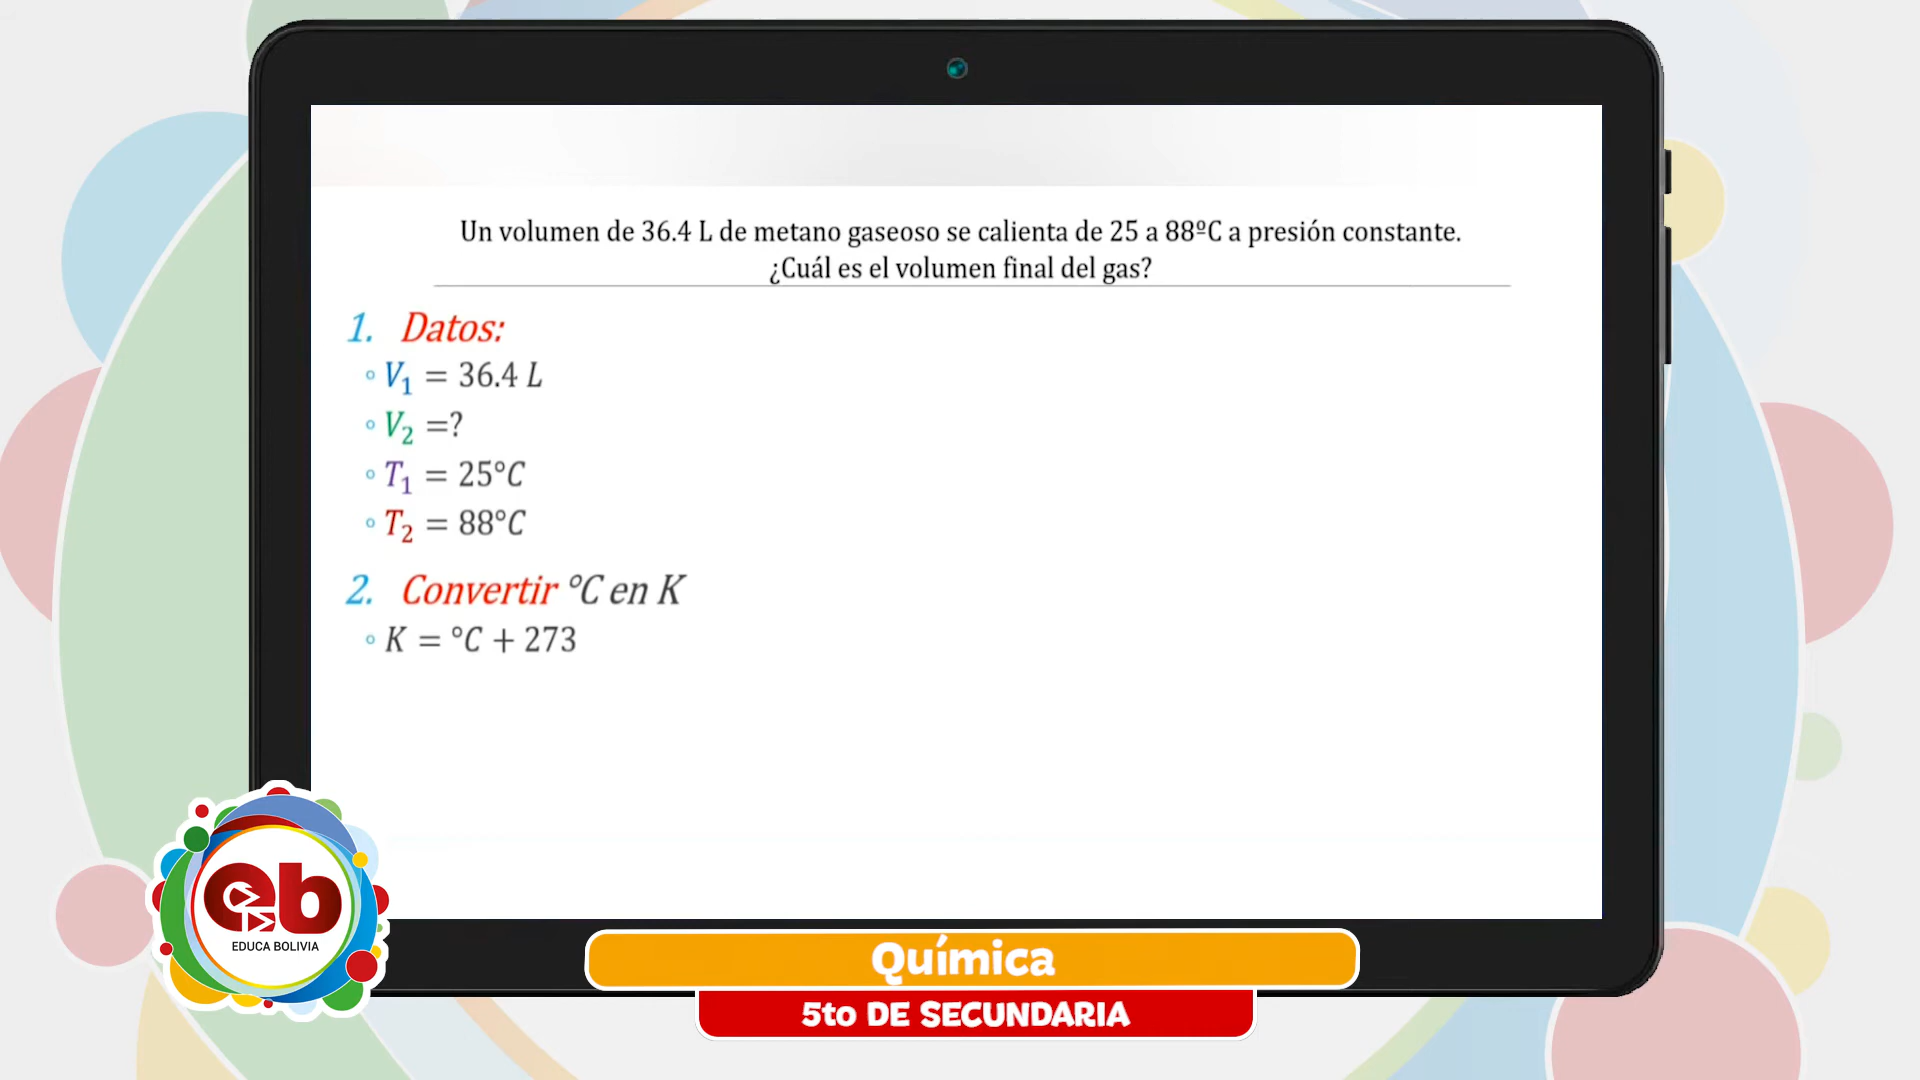 Un volumen de 36.4 L de metano gaseoso se calienta de 25 a 88ºC a presión constante.
¿Cuál es el volumen final del gas?
1. Datos:
∘ V₁ = 36.4 L
∘ V₂ =?
∘ T₁ = 25°C
∘ T₂ = 88°C
2. Convertir °C en K
∘ K = °C + 273
eb
EDUCA BOLIVIA
Química
5to DE SECUNDARIA